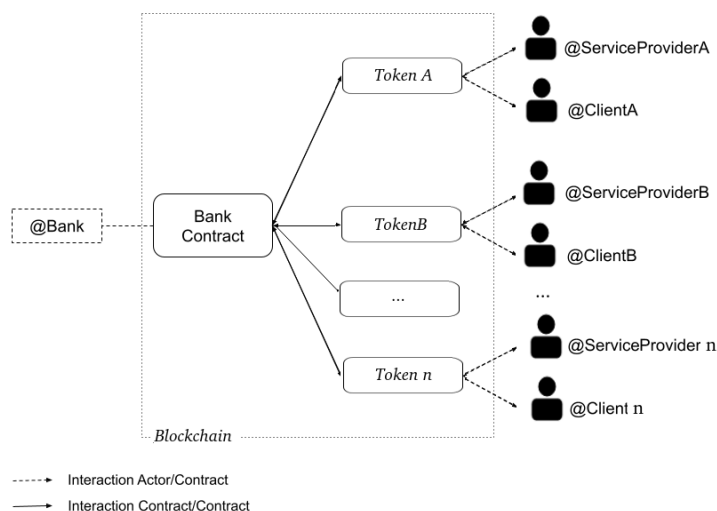 @ServiceProviderA
Token A
@ClientA
@ServiceProviderB
Bank
Contract
@Bank
TokenB
@ClientB
...
...
@ServiceProvider n
Token n
@Client n
Blockchain
Interaction Actor/Contract
Interaction Contract/Contract